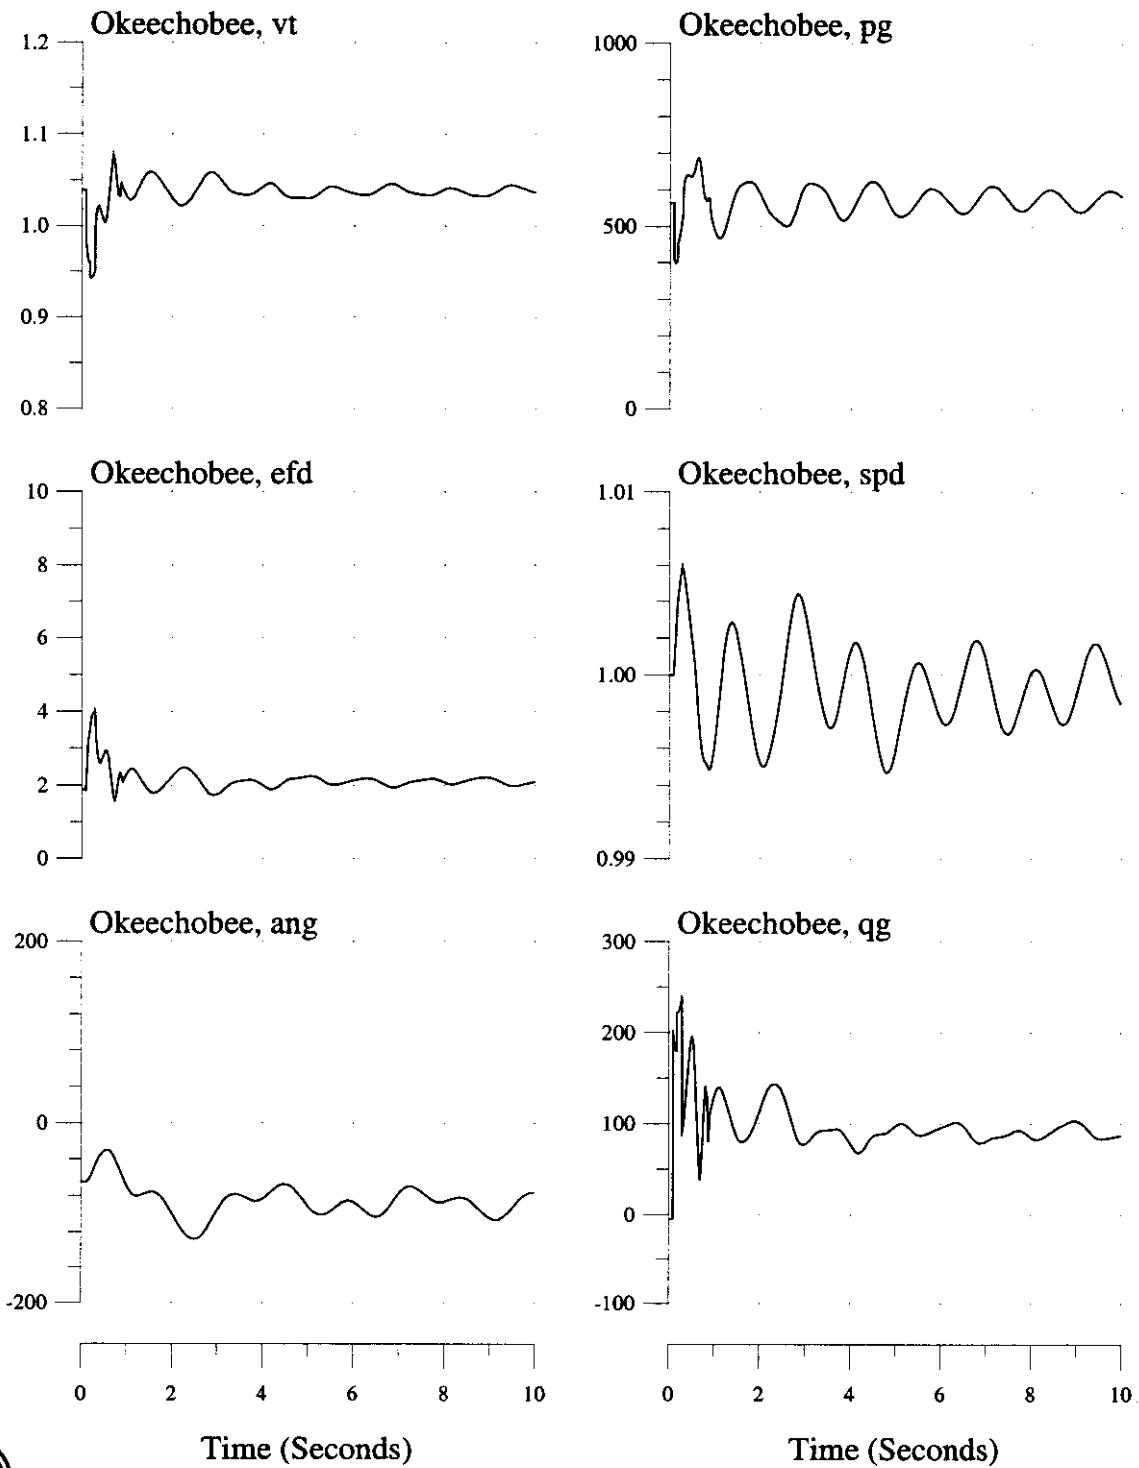 Okeechobee, vt
1.2
1.1
1.0
0.9
0.8
Okeechobee, pg
1000
500
0
Okeechobee, efd
10
8
6
4
2
0
Okeechobee, spd
1.01
1.00
0.99
Okeechobee, ang
200
0
-200
0 2 4 6 8 10
Time (Seconds)
Okeechobee, qg
300
200
100
0
-100
0 2 4 6 8 10
Time (Seconds)